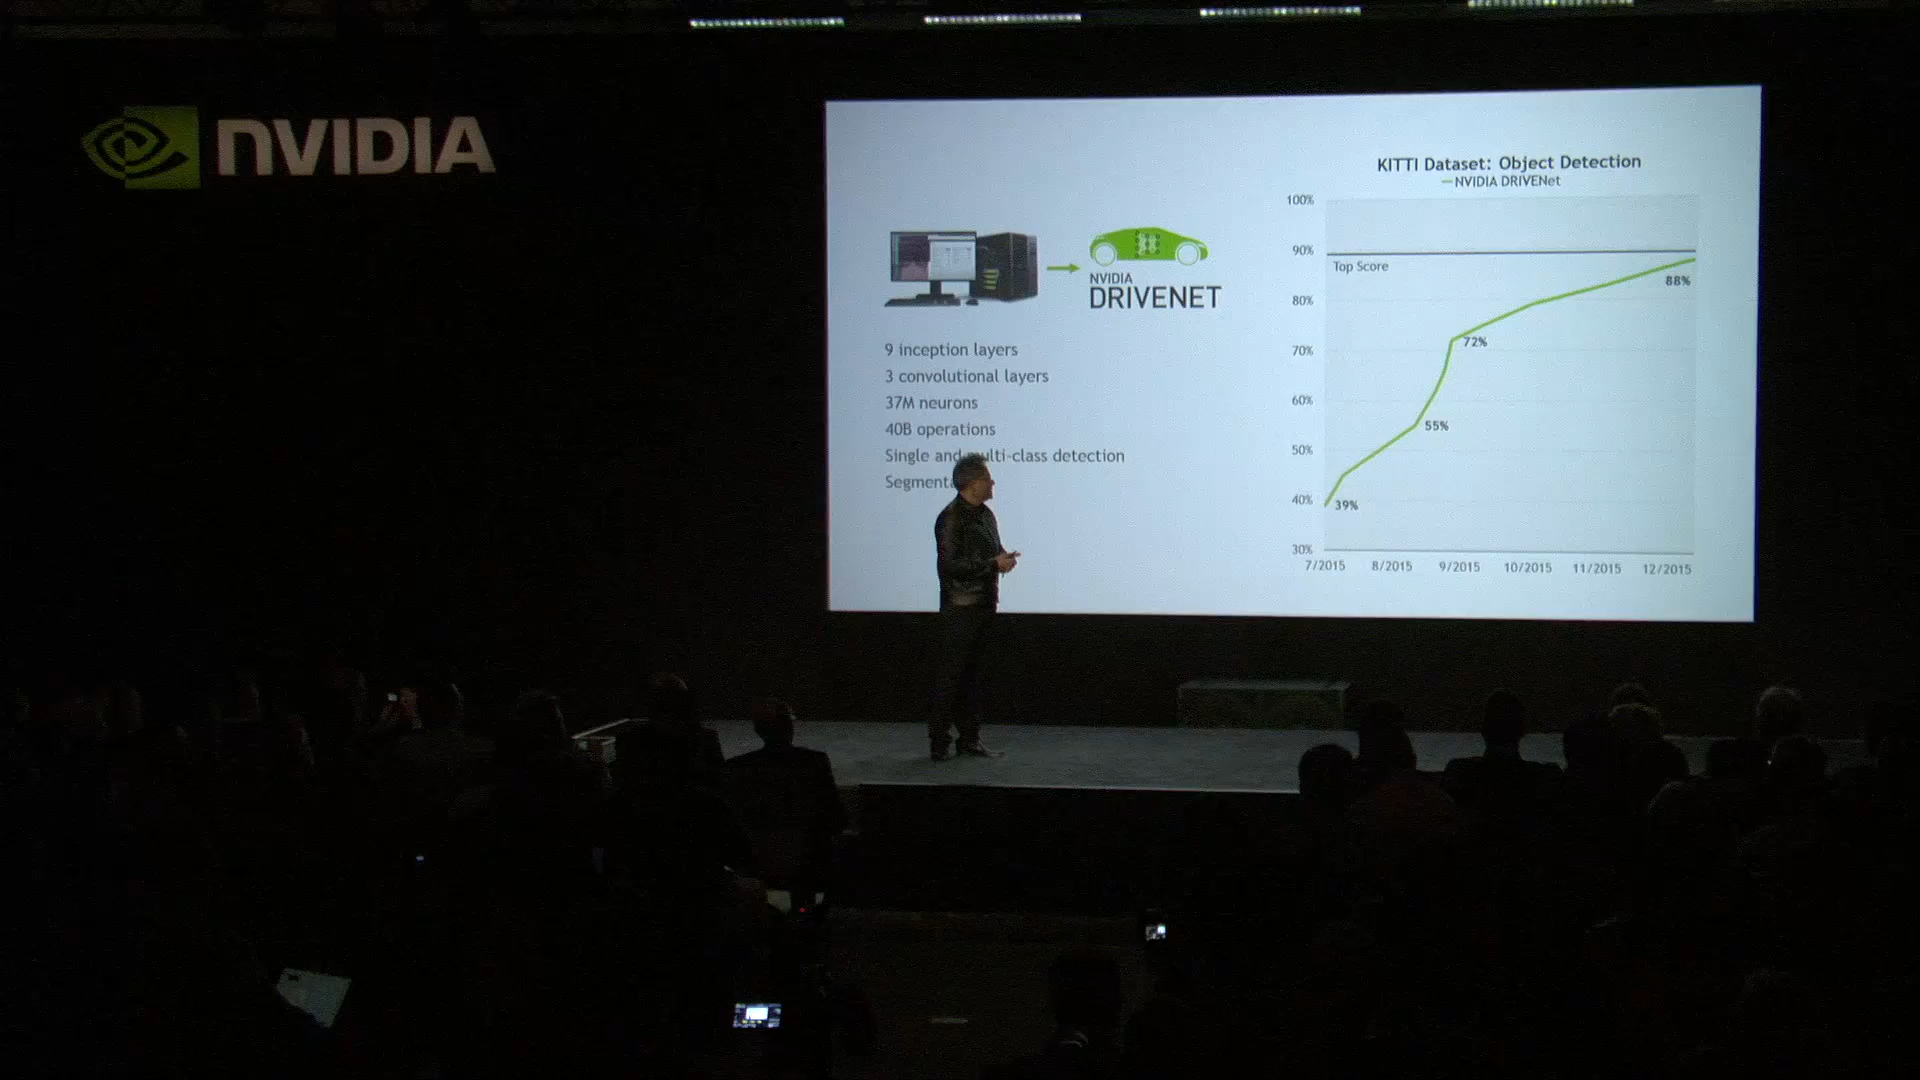 NVIDIA
KITTI Dataset: Object Detection
NVIDIA DRIVENet
100%
90%
Top Score
80%
70%
60%
50%
40%
30%
88%
72%
55%
39%
7/2015 8/2015 9/2015 10/2015 11/2015 12/2015
NVIDIA
DRIVENET
9 inception layers
3 convolutional layers
37M neurons
40B operations
Single and multi-class detection